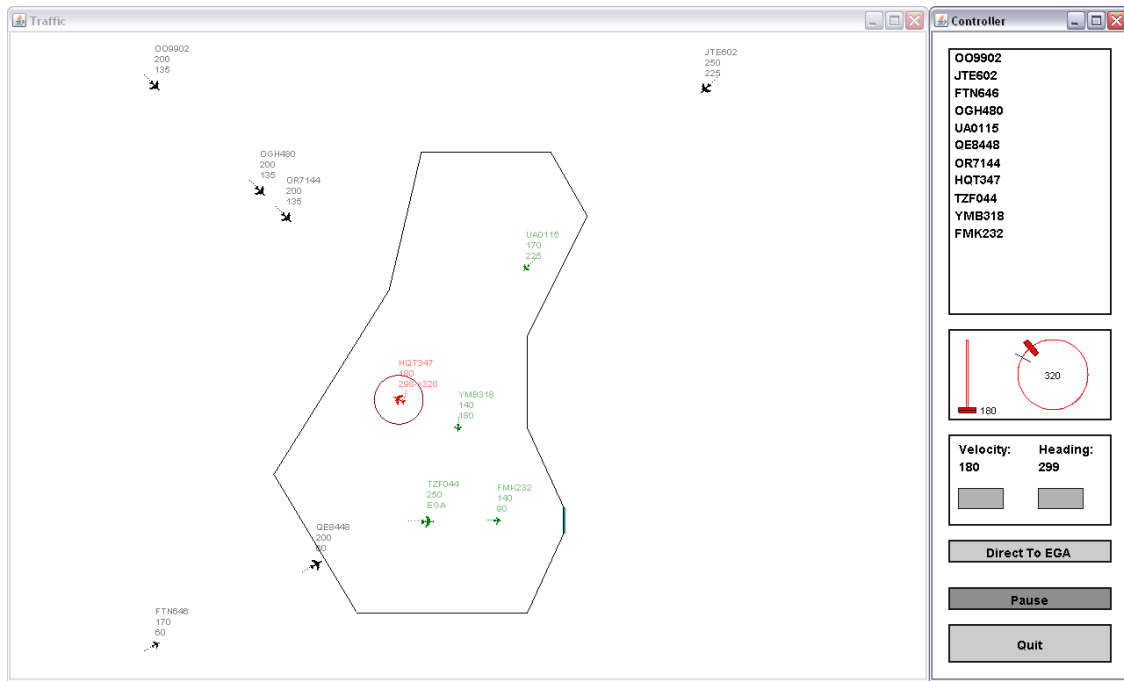 Traffic
OO9902
200
135
JTE602
250
225
OGH480
200
135
OR7144
200
135
UA0115
170
225
HQT347
180
298->320
YMB318
140
180
TZF044
250
EGA
FMK232
140
90
QE8448
200
60
FTN646
170
60
Controller
OO9902
JTE602
FTN646
OGH480
UA0115
QE8448
OR7144
HQT347
TZF044
YMB318
FMK232
180
320
Velocity: Heading:
180 299
Direct To EGA
Pause
Quit